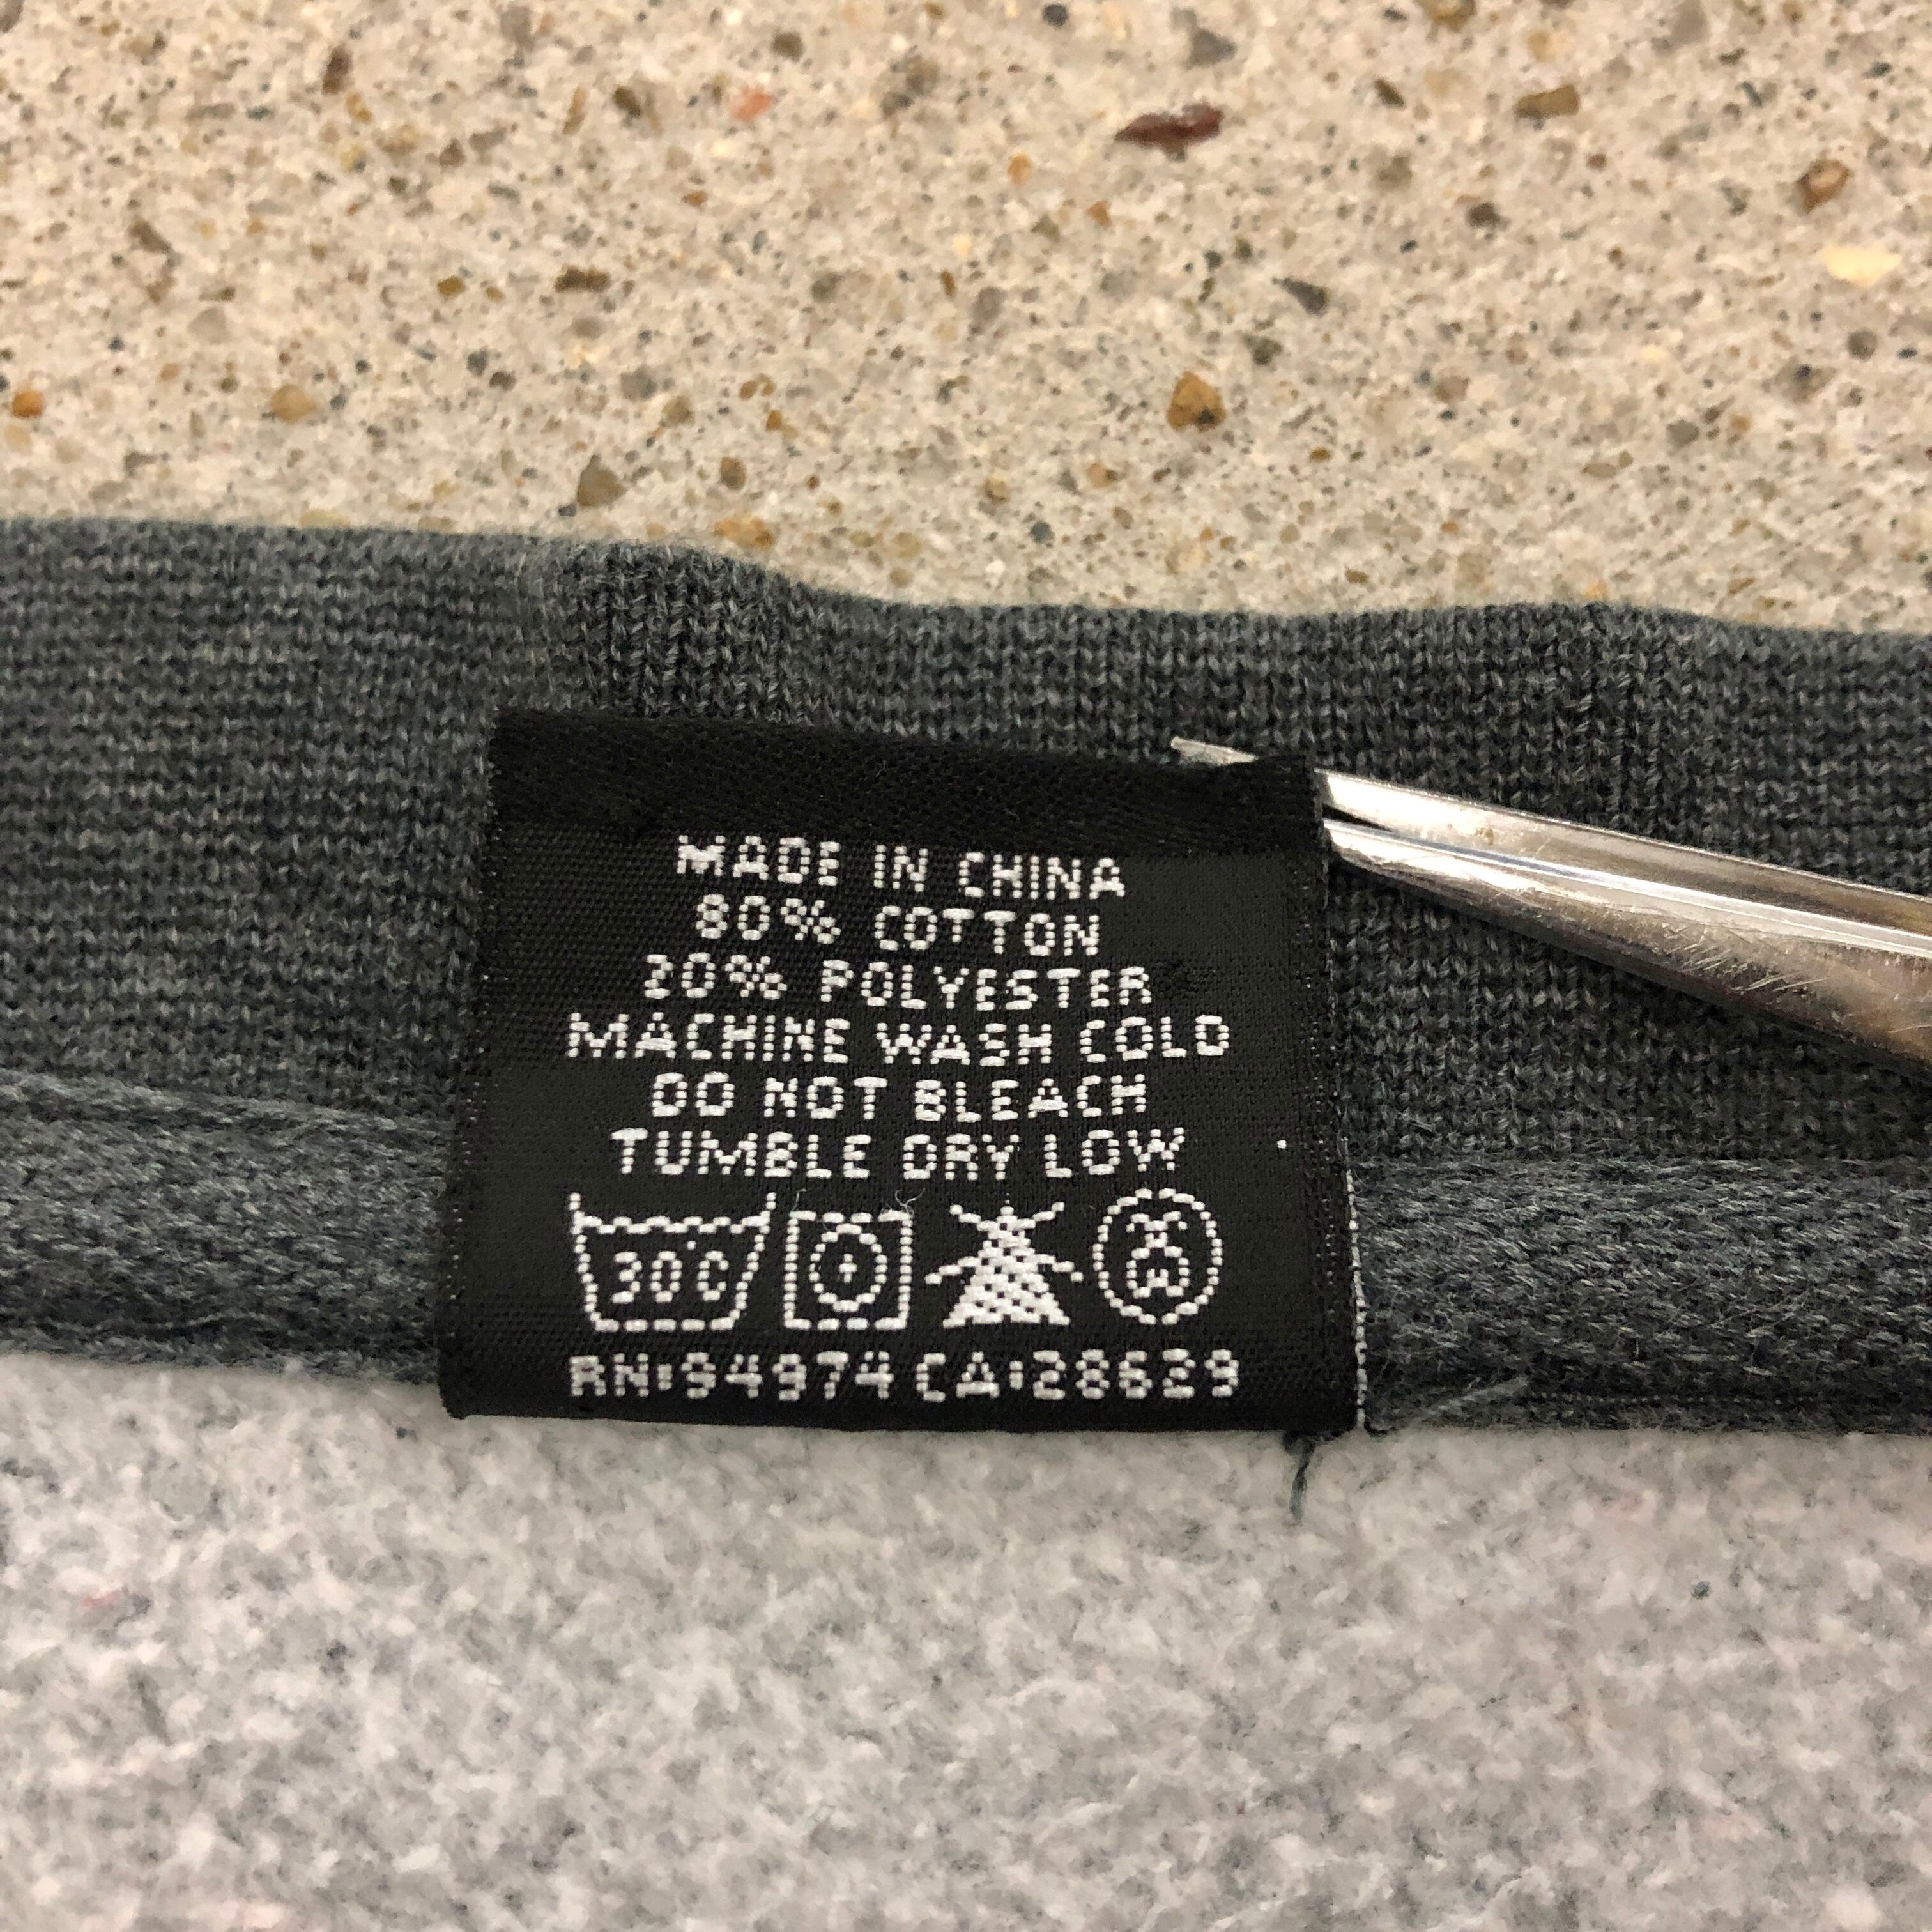 MADE IN CHINA
80% COTTON
20% POLYESTER
MACHINE WASH COLD
DO NOT BLEACH
TUMBLE DRY LOW
30C
RN:94974 CA:28629